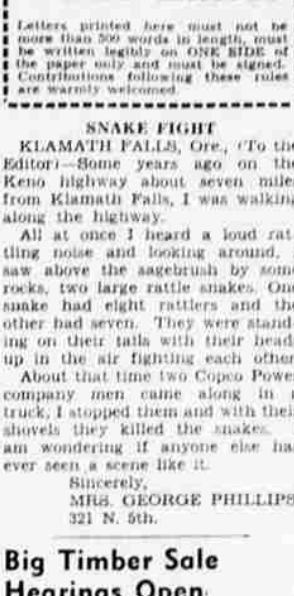 Letters printed here must not be
more than 500 words in length, must
be written legibly on ONE SIDE of
the paper only and must be signed.
Contributions following these rules
are warmly welcomed.
SNAKE FIGHT
KLAMATH FALLS, Ore., (To the
Editor)—Some years ago on the
Keno highway about seven mile
from Klamath Falls, I was walking
along the highway.
All at once I heard a loud rat
tling noise and looking around,
saw above the sagebrush by some
rocks, two large rattle snakes. One
snake had eight rattlers and the
other had seven. They were stand-
ing on their tails with their head
up in the air fighting each other
About that time two Copco Powe
company men came along in
truck, I stopped them and with thei
shovels they killed the snakes.
am wondering if anyone else ha
ever seen a scene like it.
Sincerely,
MRS. GEORGE PHILLIPS
321 N. 5th.
Big Timber Sale
Hearings Open